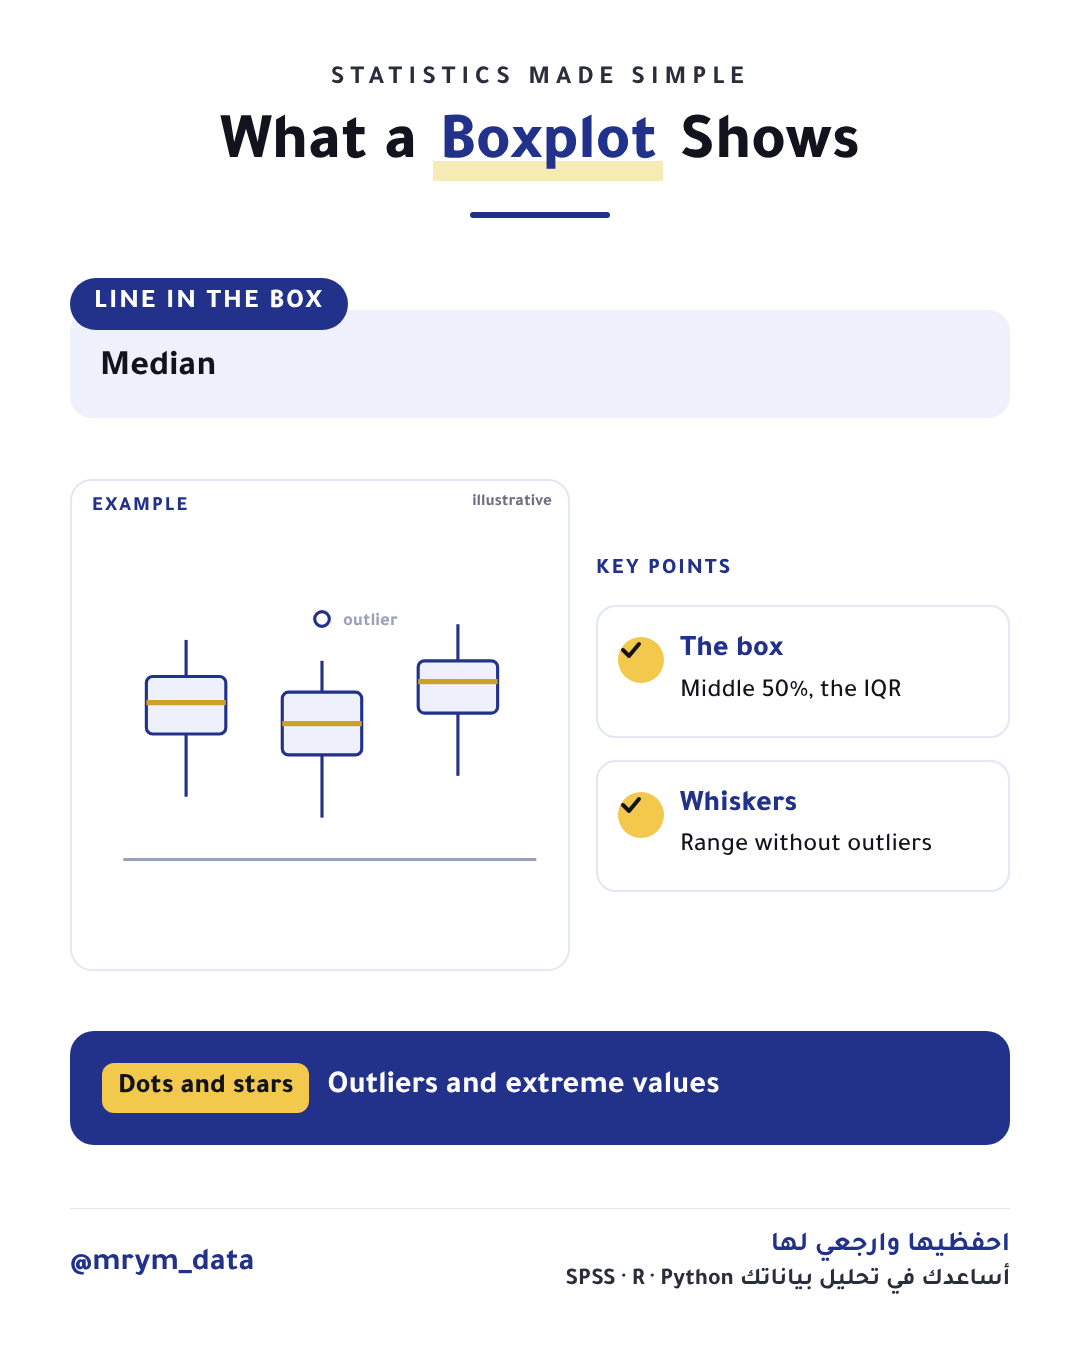 STATISTICS MADE SIMPLE
What a Boxplot Shows
LINE IN THE BOX
Median
EXAMPLE
illustrative
outlier
KEY POINTS
The box
Middle 50%, the IQR
Whiskers
Range without outliers
Dots and stars Outliers and extreme values
@mrym_data
احفظيها وارجعي لها
أساعدك في تحليل بياناتك SPSS · R · Python